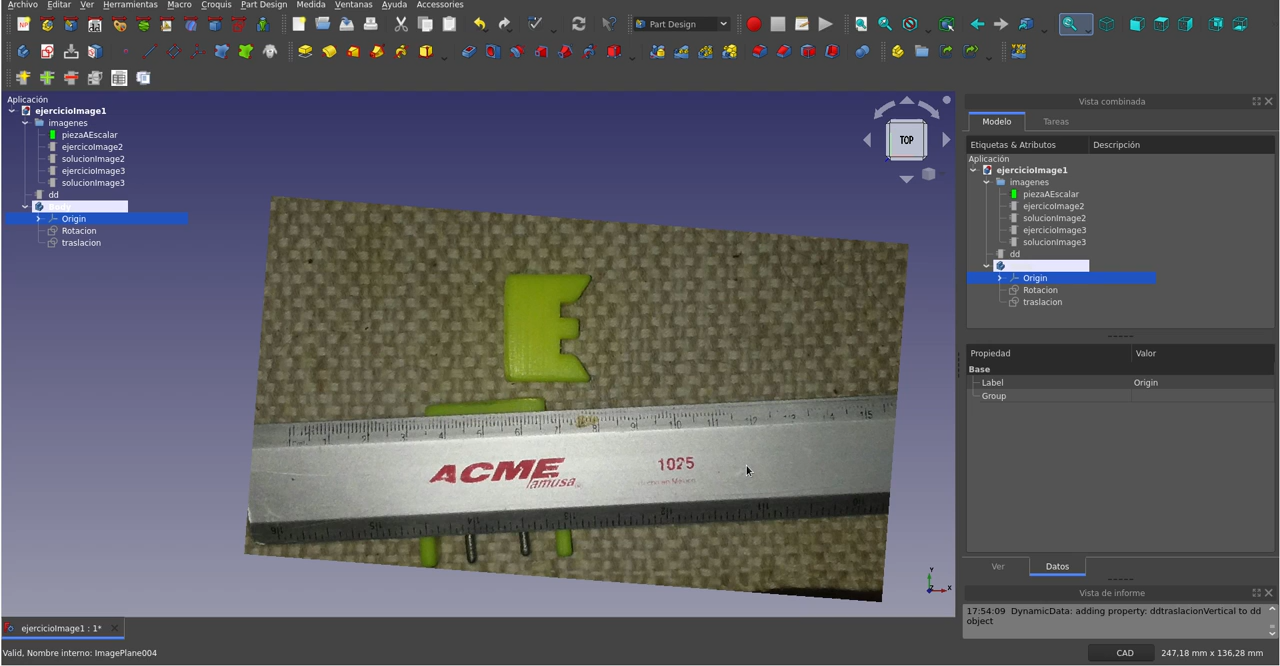 Archivo Editar Ver Herramientas Macro Croquis Part Design Medida Ventanas Ayuda Accessories
Part Design
Aplicación
ejercicioImage1
imagenes
piezaAEscalar
ejercicoImage2
solucionImage2
ejercicioImage3
solucionImage3
dd
Origin
Rotacion
traslacion
TOP
ACME
1025
amusa
Vista combinada
Modelo Tareas
Etiquetas & Atributos Descripción
Aplicación
ejercicioImage1
imagenes
piezaAEscalar
ejercicoImage2
solucionImage2
ejercicioImage3
solucionImage3
dd
Origin
Rotacion
traslacion
Propiedad Valor
Base
Label Origin
Group
Ver Datos
Vista de informe
17:54:09 DynamicData: adding property: ddtraslacionVertical to dd
object
ejercicioImage1 : 1*
Valid, Nombre interno: ImagePlane004
CAD 247,18 mm x 136,28 mm